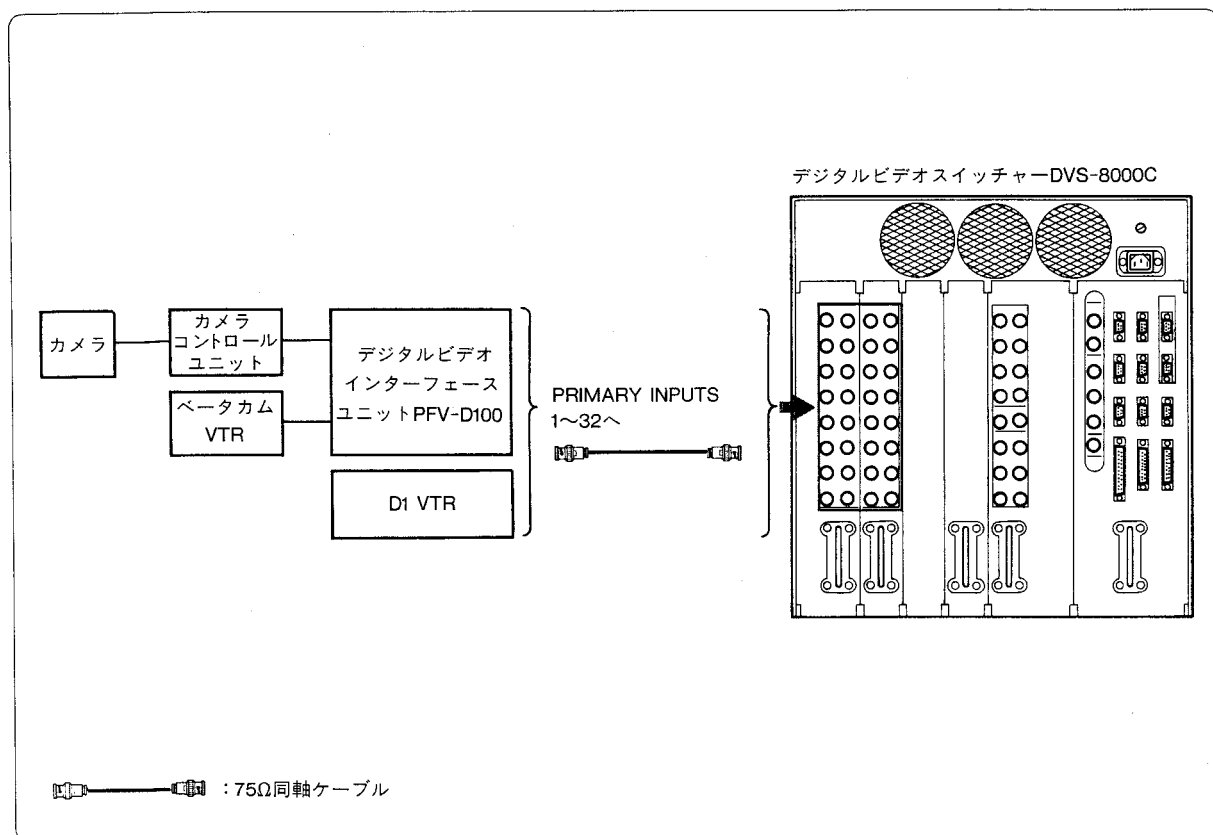 デジタルビデオスイッチャーDVS-8000C
カメラ
カメラ
コントロール
ユニット
ベータカム
VTR
デジタルビデオ
インターフェース
ユニットPFV-D100
D1 VTR
PRIMARY INPUTS
1~32へ
:75Ω同軸ケーブル